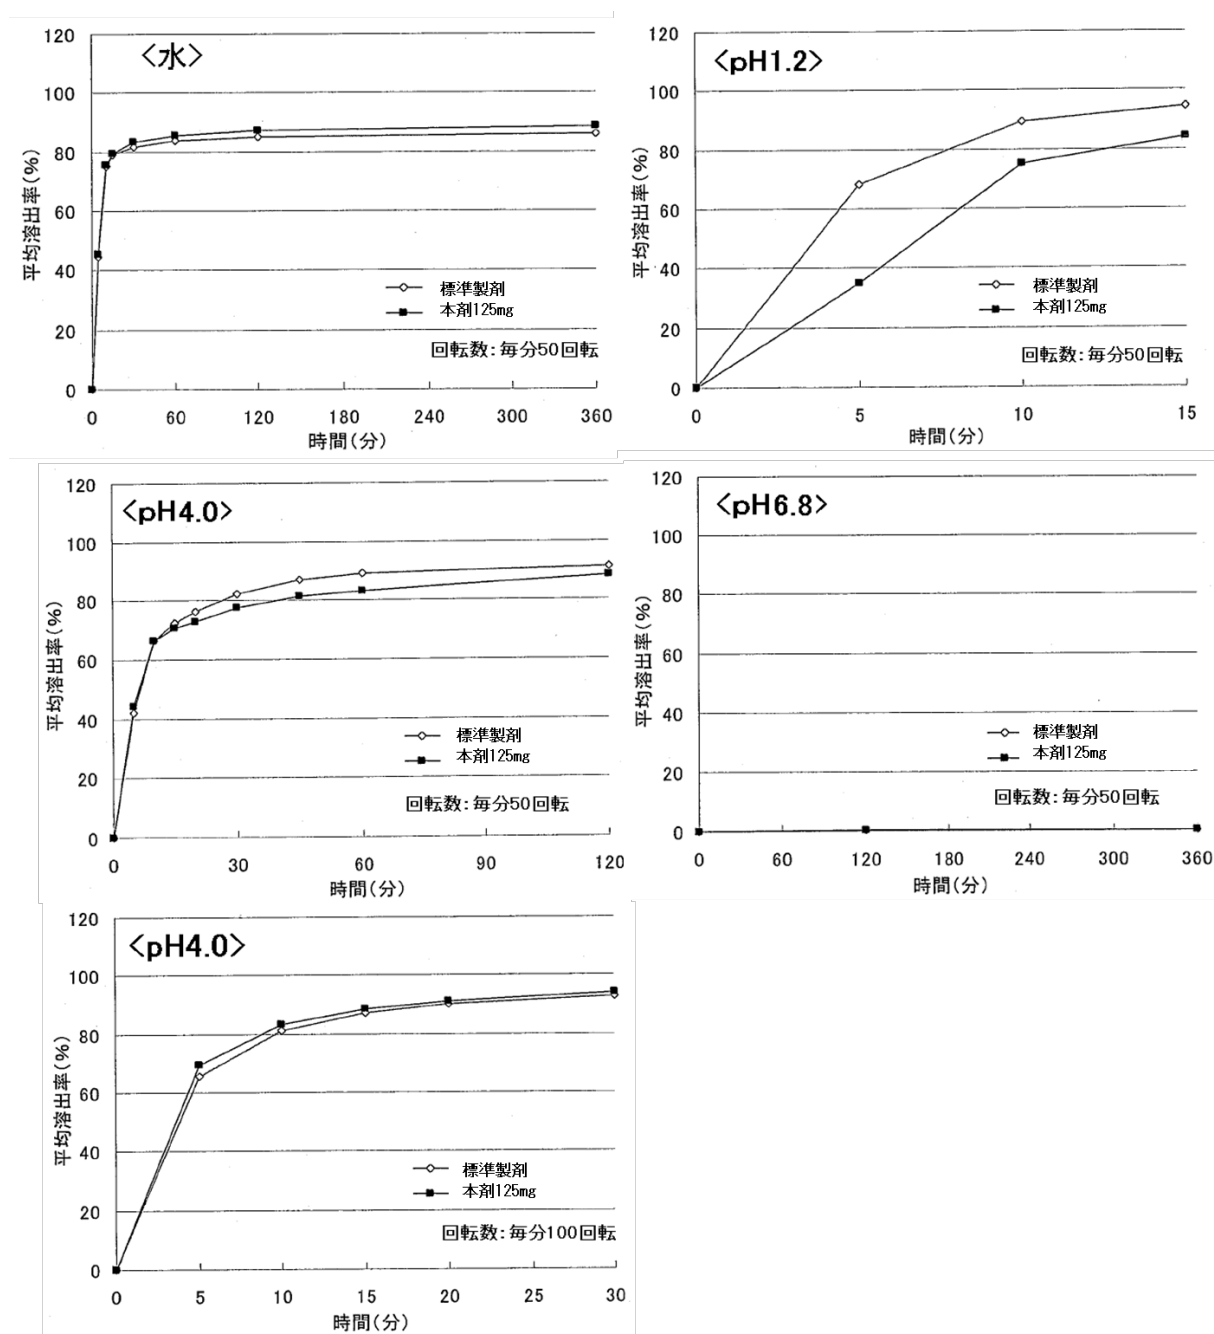 <水>
120
100
80
60
40
20
0
平均溶出率(%)
標準製剤
本剤125mg
回転数:毎分50回転
0 60 120 180 240 300 360
時間(分)
<pH1.2>
120
100
80
60
40
20
0
平均溶出率(%)
標準製剤
本剤125mg
回転数:毎分50回転
0 5 10 15
時間(分)
<pH4.0>
120
100
80
60
40
20
0
平均溶出率(%)
標準製剤
本剤125mg
回転数:毎分50回転
0 30 60 90 120
時間(分)
<pH6.8>
120
100
80
60
40
20
0
平均溶出率(%)
標準製剤
本剤125mg
回転数:毎分50回転
0 60 120 180 240 300 360
時間(分)
<pH4.0>
120
100
80
60
40
20
0
平均溶出率(%)
標準製剤
本剤125mg
回転数:毎分100回転
0 5 10 15 20 25 30
時間(分)